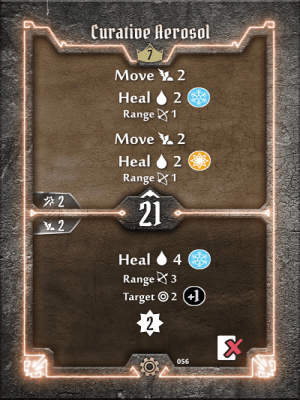 Curative Aerosol
7
Move 2
Heal 2
Range 1
Move 2
Heal 2
Range 1
2
21
2
Heal 4
Range 3
Target 2 +1
2
056